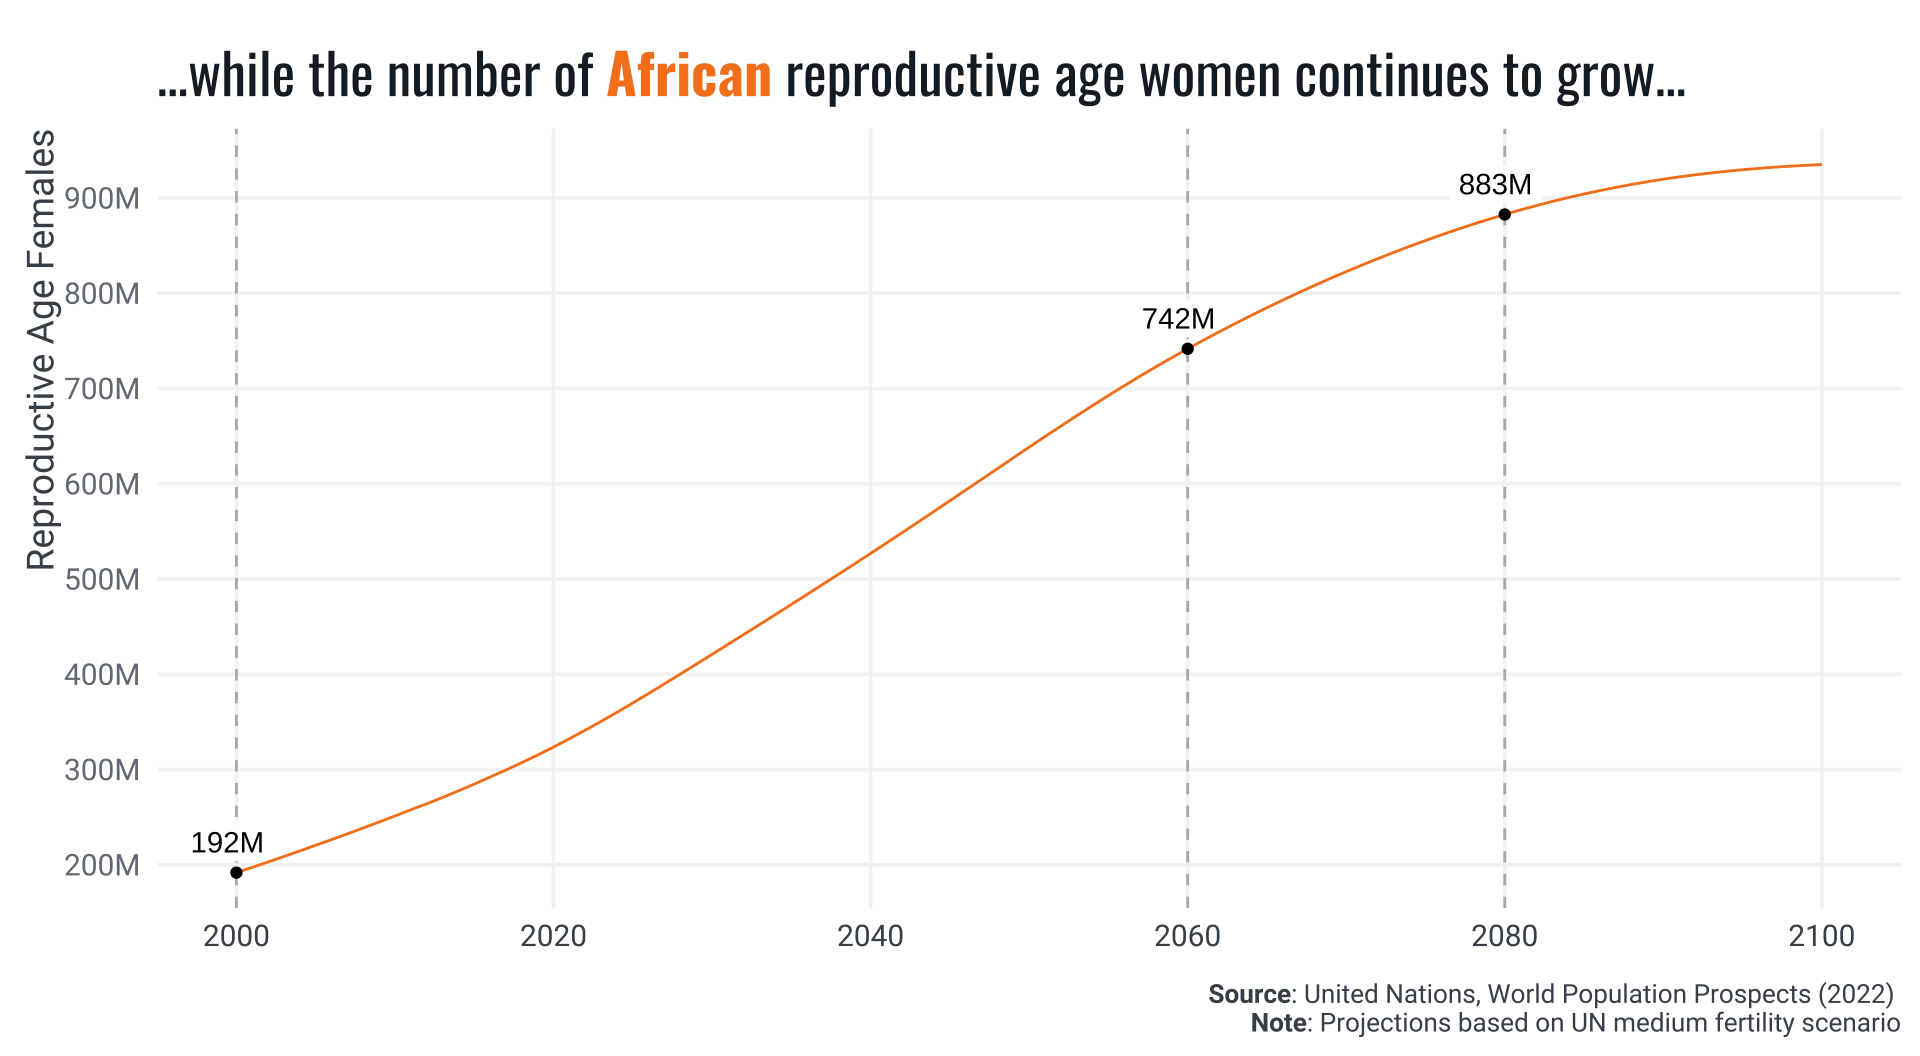 ...while the number of African reproductive age women continues to grow...
Reproductive Age Females
900M
800M
700M
600M
500M
400M
300M
200M
883M
742M
192M
2000 2020 2040 2060 2080 2100
Source: United Nations, World Population Prospects (2022)
Note: Projections based on UN medium fertility scenario